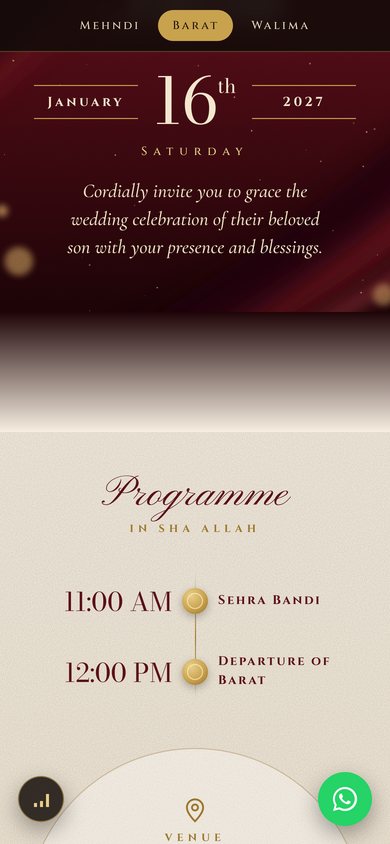 Mehndi Barat Walima
January 16th 2027
Saturday
Cordially invite you to grace the
wedding celebration of their beloved
son with your presence and blessings.
Programme
IN SHA ALLAH
11:00 AM Sehra Bandi
12:00 PM Departure of
Barat
VENUE